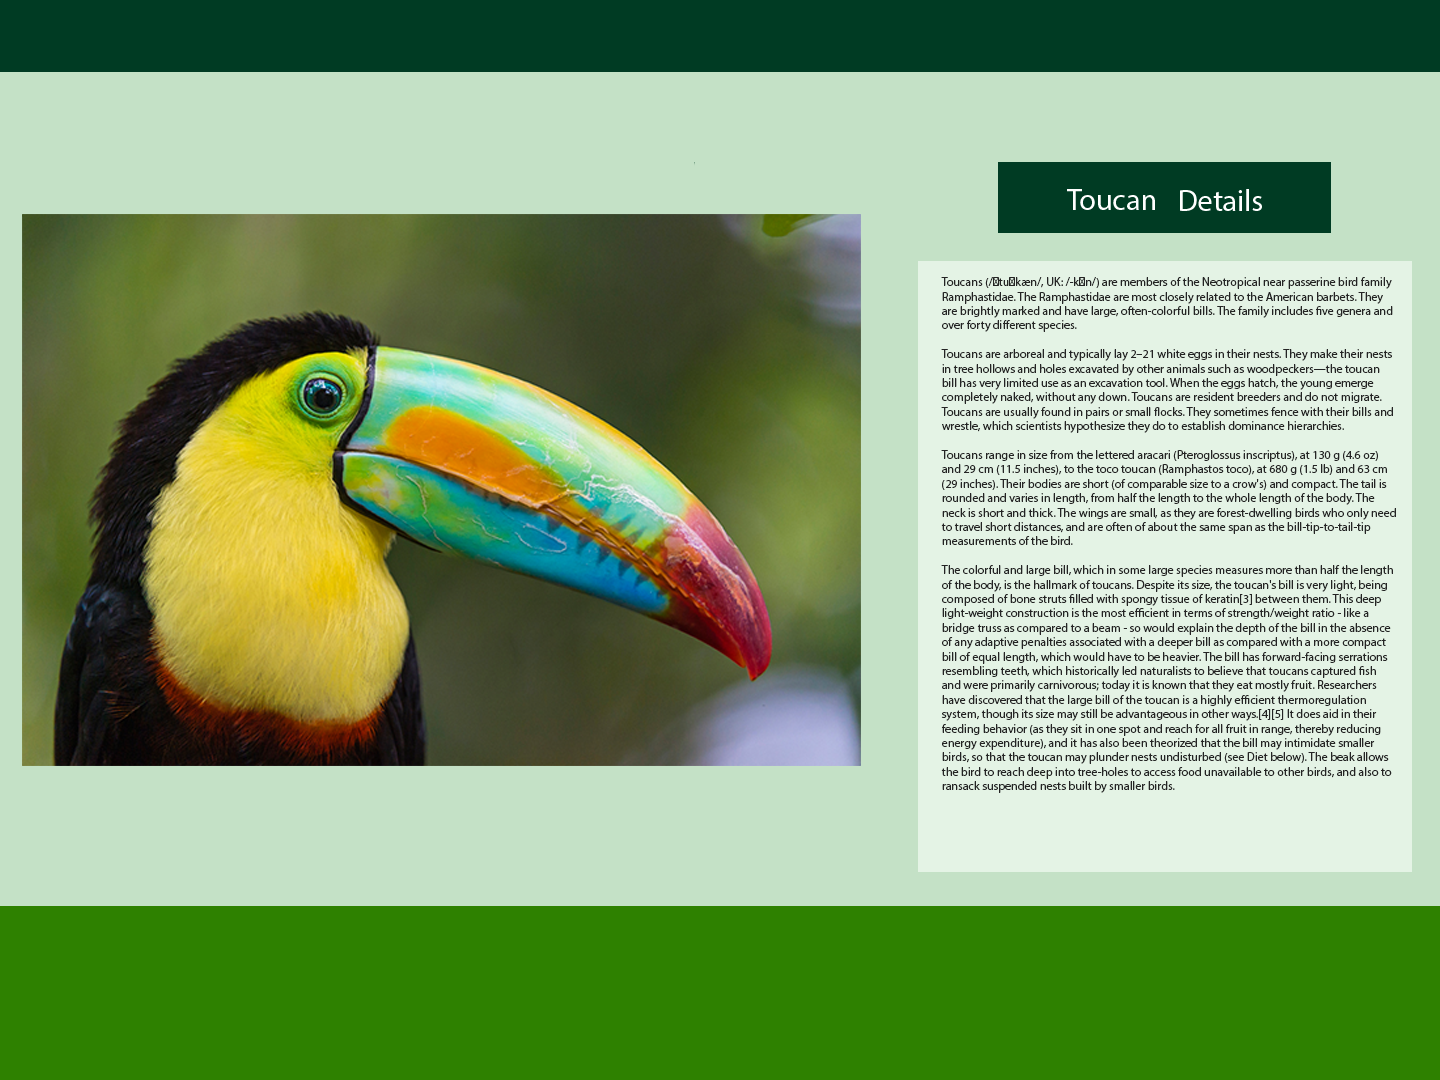 Toucan Details
Toucans (/ˈtuːkæn/, UK: /-kən/) are members of the Neotropical near passerine bird family
Ramphastidae. The Ramphastidae are most closely related to the American barbets. They
are brightly marked and have large, often-colorful bills. The family includes five genera and
over forty different species.
Toucans are arboreal and typically lay 2–21 white eggs in their nests. They make their nests
in tree hollows and holes excavated by other animals such as woodpeckers—the toucan
bill has very limited use as an excavation tool. When the eggs hatch, the young emerge
completely naked, without any down. Toucans are resident breeders and do not migrate.
Toucans are usually found in pairs or small flocks. They sometimes fence with their bills and
wrestle, which scientists hypothesize they do to establish dominance hierarchies.
Toucans range in size from the lettered aracari (Pteroglossus inscriptus), at 130 g (4.6 oz)
and 29 cm (11.5 inches), to the toco toucan (Ramphastos toco), at 680 g (1.5 lb) and 63 cm
(29 inches). Their bodies are short (of comparable size to a crow's) and compact. The tail is
rounded and varies in length, from half the length to the whole length of the body. The
neck is short and thick. The wings are small, as they are forest-dwelling birds who only need
to travel short distances, and are often of about the same span as the bill-tip-to-tail-tip
measurements of the bird.
The colorful and large bill, which in some large species measures more than half the length
of the body, is the hallmark of toucans. Despite its size, the toucan's bill is very light, being
composed of bone struts filled with spongy tissue of keratin[3] between them. This deep
light-weight construction is the most efficient in terms of strength/weight ratio - like a
bridge truss as compared to a beam - so would explain the depth of the bill in the absence
of any adaptive penalties associated with a deeper bill as compared with a more compact
bill of equal length, which would have to be heavier. The bill has forward-facing serrations
resembling teeth, which historically led naturalists to believe that toucans captured fish
and were primarily carnivorous; today it is known that they eat mostly fruit. Researchers
have discovered that the large bill of the toucan is a highly efficient thermoregulation
system, though its size may still be advantageous in other ways.[4][5] It does aid in their
feeding behavior (as they sit in one spot and reach for all fruit in range, thereby reducing
energy expenditure), and it has also been theorized that the bill may intimidate smaller
birds, so that the toucan may plunder nests undisturbed (see Diet below). The beak allows
the bird to reach deep into tree-holes to access food unavailable to other birds, and also to
ransack suspended nests built by smaller birds.